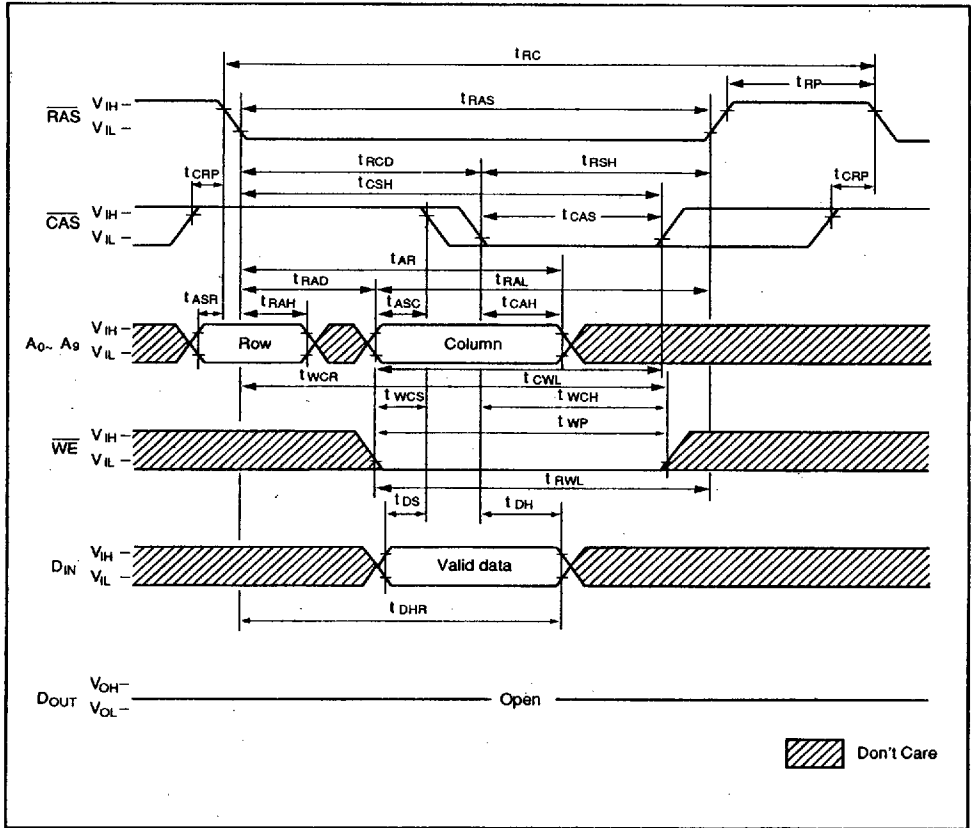 tRC
tRP
RAS VIH
VIL
tRAS
tRCD tRSH
tCRP tCSH tCRP
CAS VIH
VIL
tCAS
tAR
tRAD tRAL
tASR tRAH tASC tCAH
A0~ A9 VIH
VIL
Row Column
tWCR tCWL
tWCS tWCH
tWP
WE VIH
VIL
tRWL
tDS tDH
DIN VIH
VIL
Valid data
tDHR
DOUT VOH
VOL
Open
Don't Care